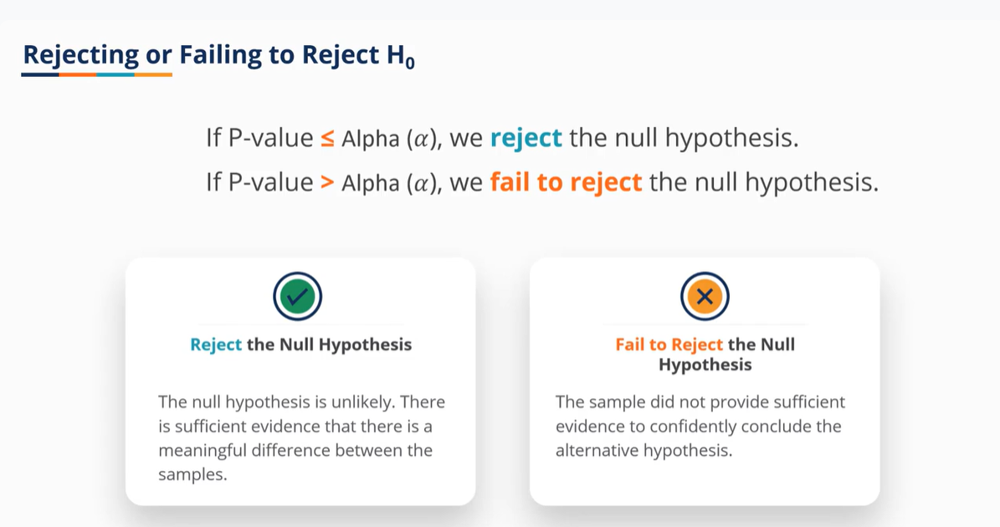 Rejecting or Failing to Reject H₀
If P-value ≤ Alpha (α), we reject the null hypothesis.
If P-value > Alpha (α), we fail to reject the null hypothesis.
Reject the Null Hypothesis
The null hypothesis is unlikely. There
is sufficient evidence that there is a
meaningful difference between the
samples.
Fail to Reject the Null
Hypothesis
The sample did not provide sufficient
evidence to confidently conclude the
alternative hypothesis.